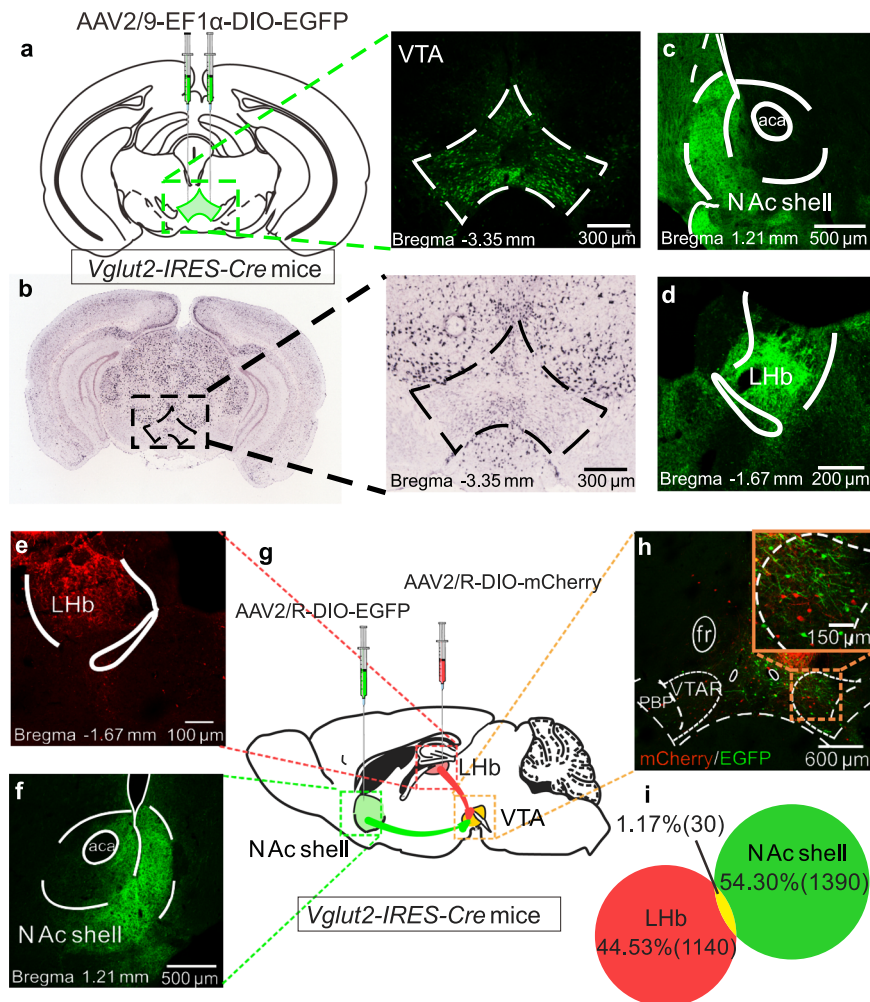 AAV2/9-EF1α-DIO-EGFP
a
Vglut2-IRES-Cre mice
VTA
Bregma -3.35 mm
300 µm
c
aca
NAc shell
Bregma 1.21 mm
500 µm
b
Bregma -3.35 mm
300 µm
d
LHb
Bregma -1.67 mm
200 µm
e
LHb
Bregma -1.67 mm
100 µm
f
aca
NAc shell
Bregma 1.21 mm
500 µm
g
AAV2/R-DIO-mCherry
AAV2/R-DIO-EGFP
LHb
VTA
NAc shell
Vglut2-IRES-Cre mice
h
150 µm
fr
VTAR
PBP
mCherry/EGFP
600 µm
i
1.17%(30)
NAc shell
54.30%(1390)
LHb
44.53%(1140)